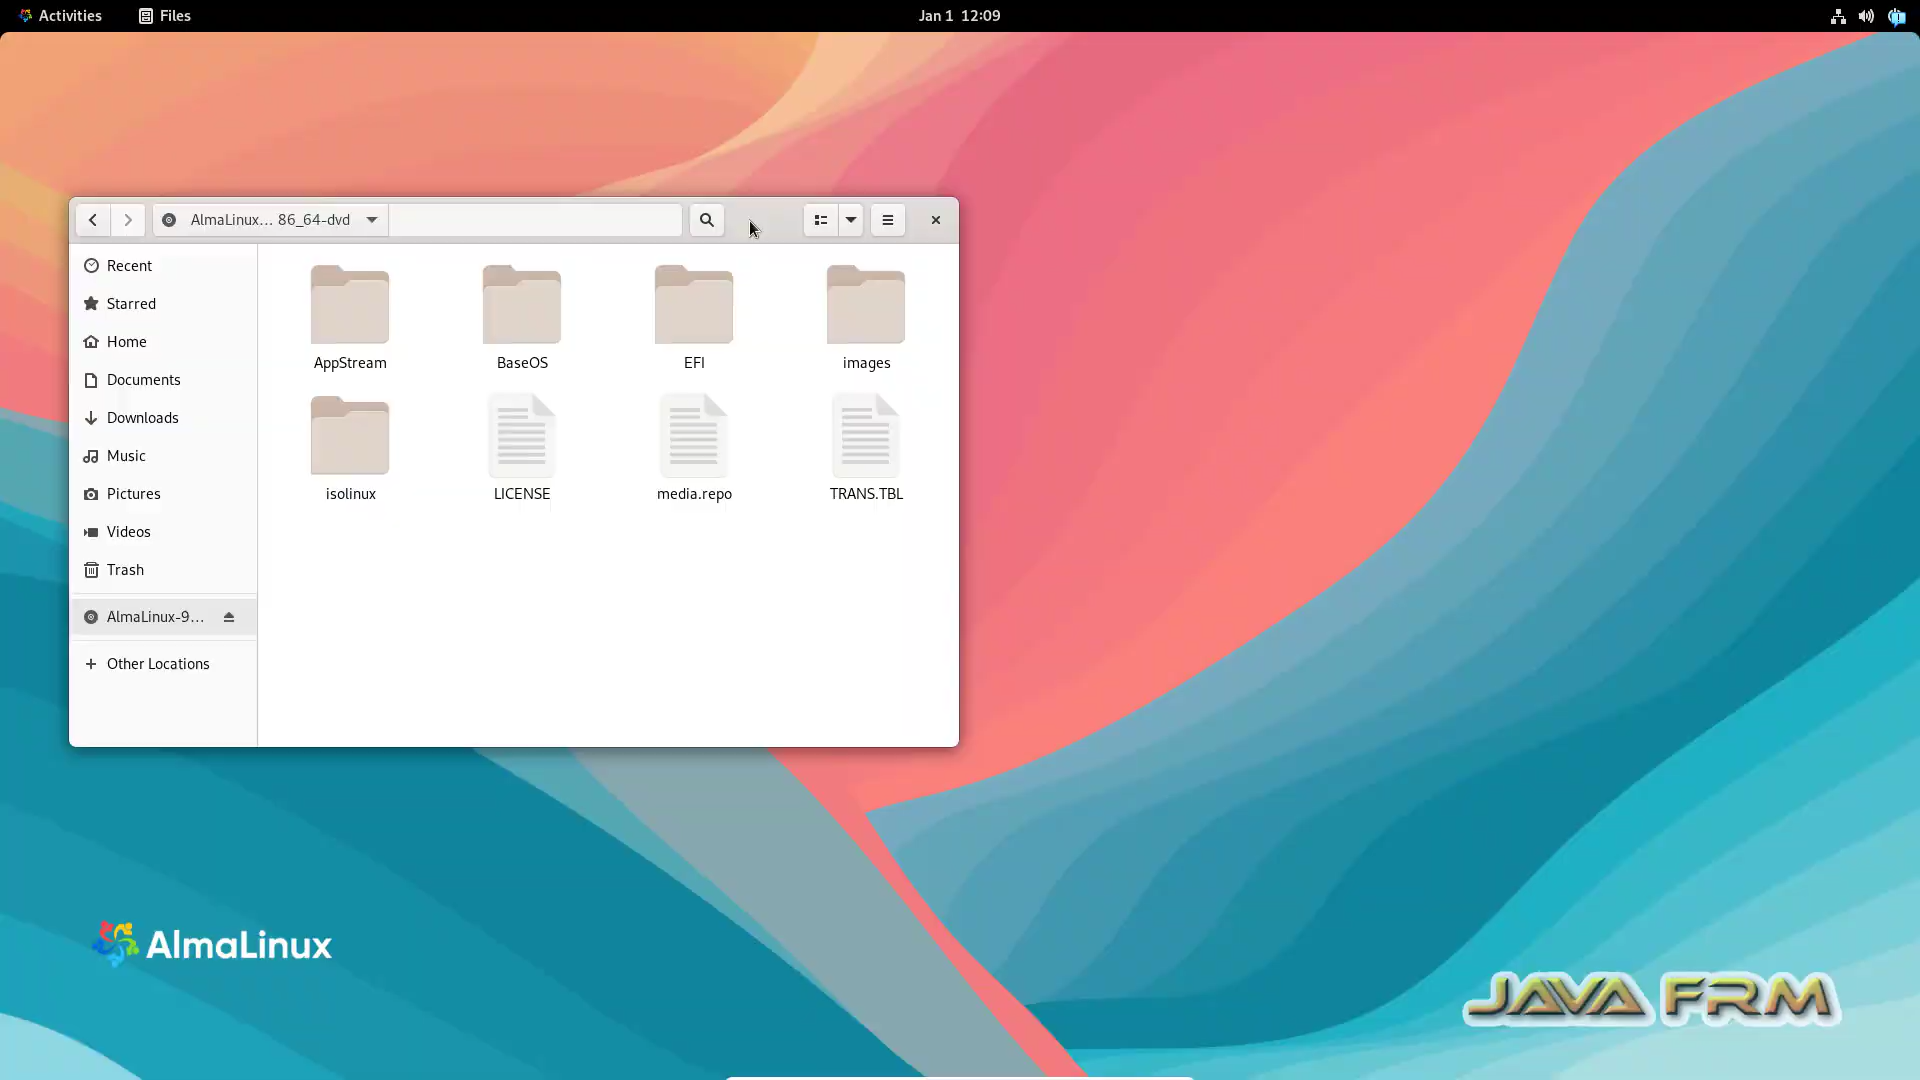 Activities
Files
Jan 1 12:09
AlmaLinux... 86_64-dvd
Recent
Starred
Home
Documents
Downloads
Music
Pictures
Videos
Trash
AlmaLinux-9...
Other Locations
AppStream
BaseOS
EFI
images
isolinux
LICENSE
media.repo
TRANS.TBL
AlmaLinux
JAVA FRM